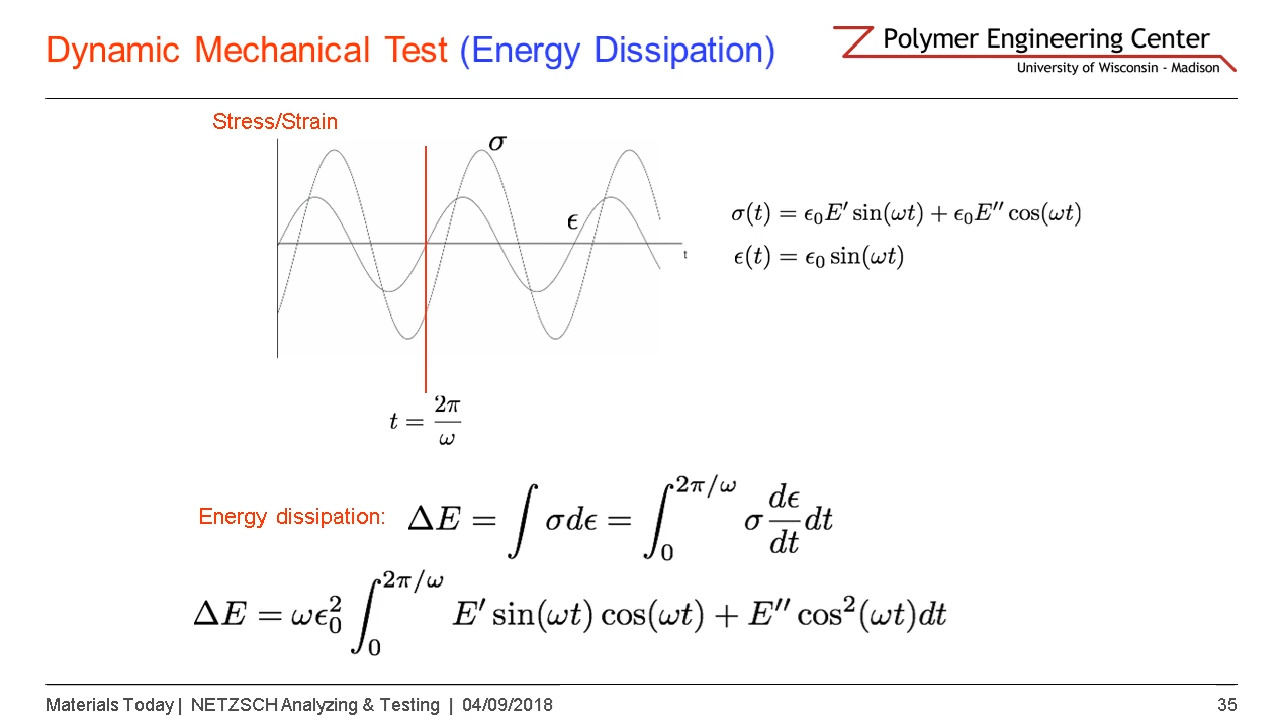 Dynamic Mechanical Test (Energy Dissipation)
Polymer Engineering Center
University of Wisconsin - Madison
Stress/Strain
σ
ϵ
t
σ(t) = ϵ₀E′ sin(ωt) + ϵ₀E″ cos(ωt)
ϵ(t) = ϵ₀ sin(ωt)
t = 2π/ω
Energy dissipation: ΔE = ∫ σdϵ = ∫₀^{2π/ω} σ dϵ/dt dt
ΔE = ωϵ₀² ∫₀^{2π/ω} E′ sin(ωt) cos(ωt) + E″ cos²(ωt)dt
Materials Today | NETZSCH Analyzing & Testing | 04/09/2018
35